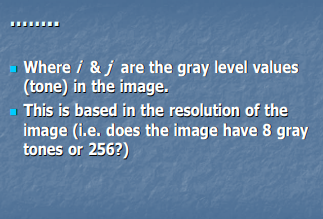 ........
Where i & j are the gray level values
(tone) in the image.
This is based in the resolution of the
image (i.e. does the image have 8 gray
tones or 256?)